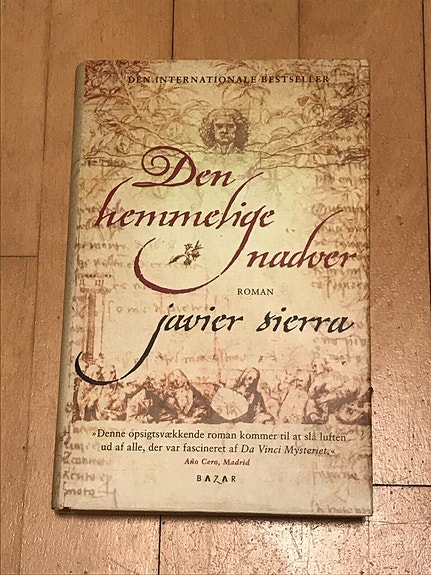 DEN INTERNATIONALE BESTSELLER
Den
hemmelige
nadver
ROMAN
javier sierra
»Denne opsigtsvækkende roman kommer til at slå luften
ud af alle, der var fascineret af Da Vinci Mysteriet.«
Año Cero, Madrid
BAZAR